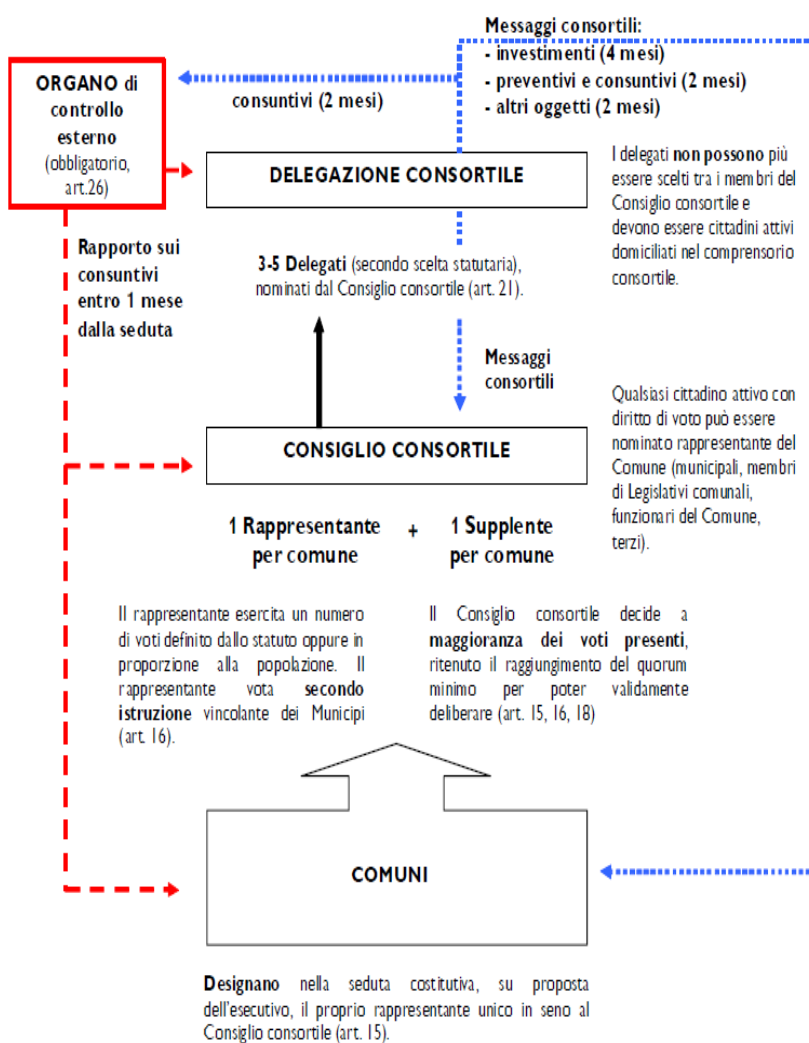 Messaggi consortili:
- investimenti (4 mesi)
- preventivi e consuntivi (2 mesi)
- altri oggetti (2 mesi)
ORGANO di
controllo
esterno
(obbligatorio,
art.26)
consuntivi (2 mesi)
DELEGAZIONE CONSORTILE
I delegati non possono più
essere scelti tra i membri del
Consiglio consortile e
devono essere cittadini attivi
domiciliati nel comprensorio
consortile.
Rapporto sui
consuntivi
entro 1 mese
dalla seduta
3-5 Delegati (secondo scelta statutaria),
nominati dal Consiglio consortile (art. 21).
Messaggi
consortili
CONSIGLIO CONSORTILE
Qualsiasi cittadino attivo con
diritto di voto può essere
nominato rappresentante del
Comune (municipali, membri
di Legislativi comunali,
funzionari del Comune,
terzi).
1 Rappresentante
per comune
+
1 Supplente
per comune
Il rappresentante esercita un numero
di voti definito dallo statuto oppure in
proporzione alla popolazione. Il
rappresentante vota secondo
istruzione vincolante dei Municipi
(art. 16).
Il Consiglio consortile decide a
maggioranza dei voti presenti,
ritenuto il raggiungimento del quorum
minimo per poter validamente
deliberare (art. 15, 16, 18)
COMUNI
Designano nella seduta costitutiva, su proposta
dell'esecutivo, il proprio rappresentante unico in seno al
Consiglio consortile (art. 15).